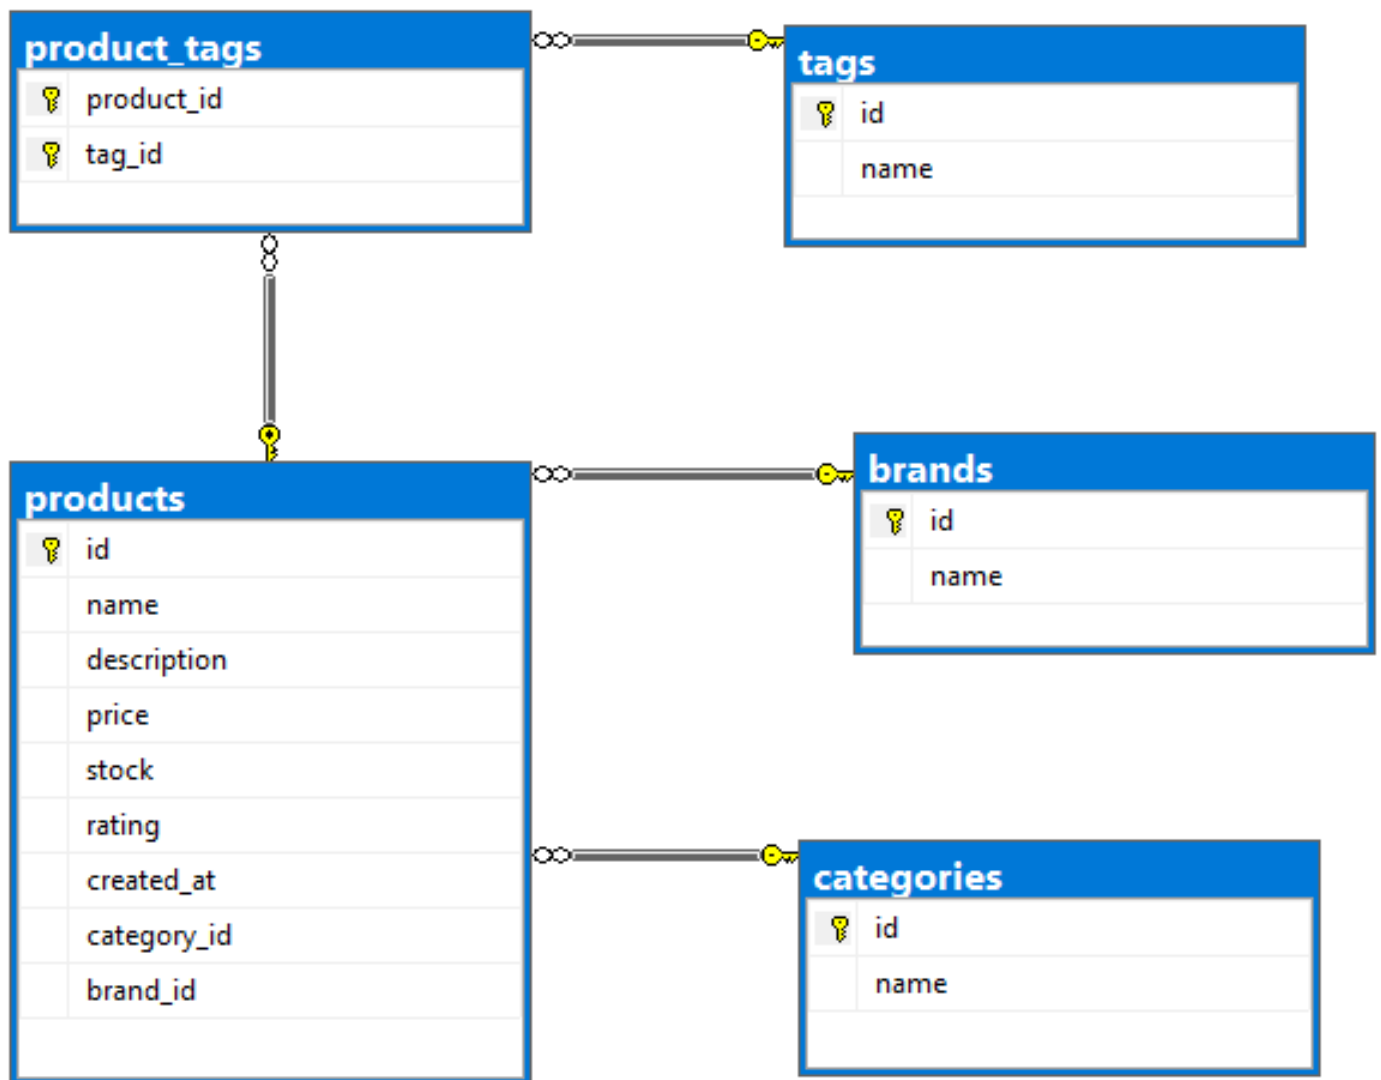 product_tags
product_id
tag_id
tags
id
name
products
id
name
description
price
stock
rating
created_at
category_id
brand_id
brands
id
name
categories
id
name